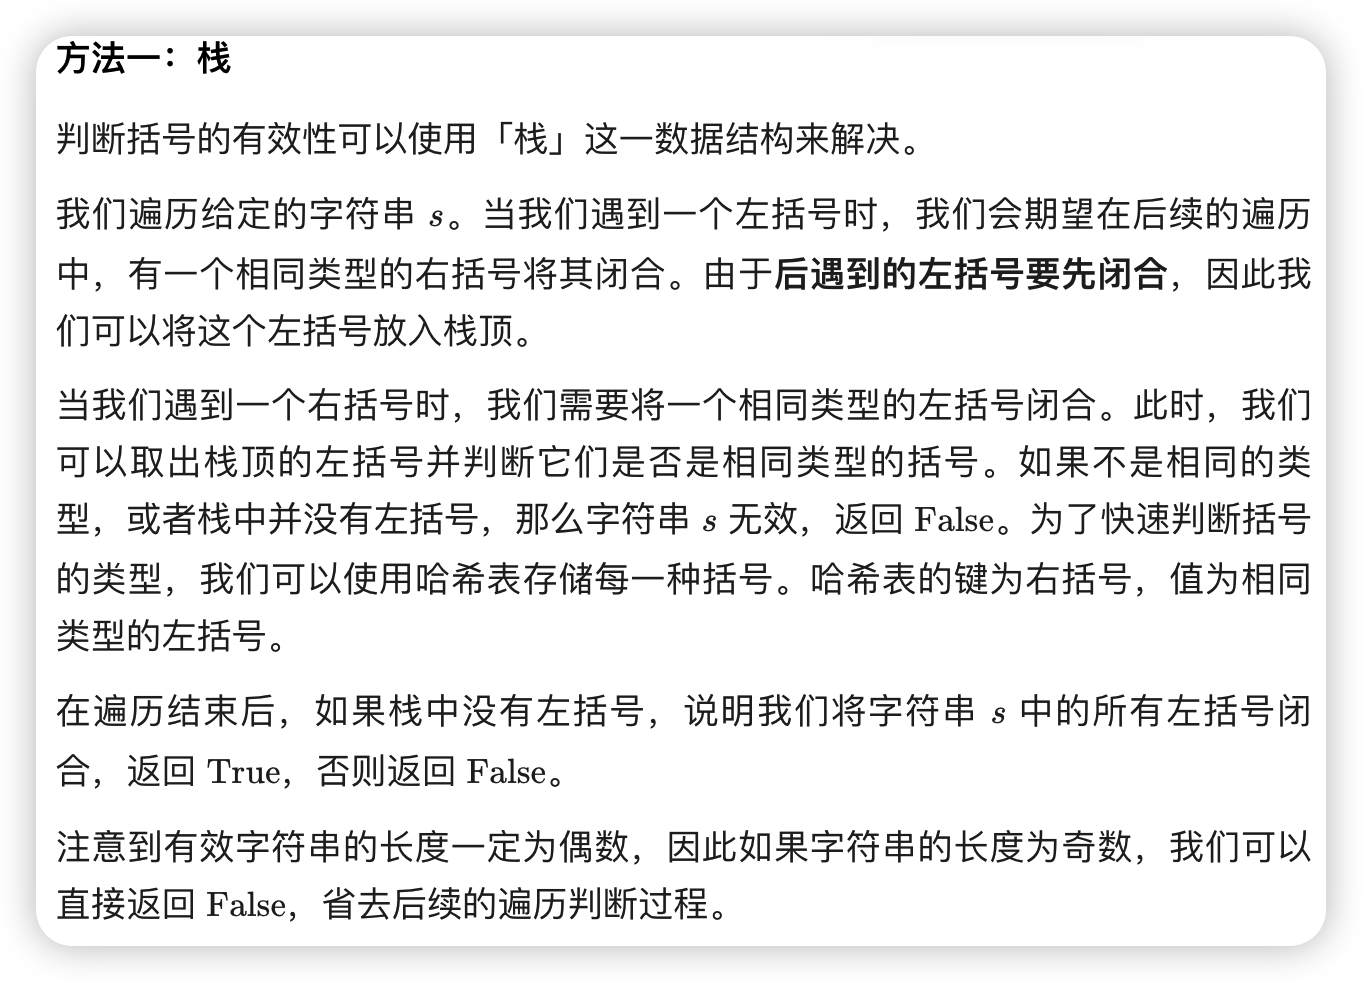 方法一：栈
判断括号的有效性可以使用「栈」这一数据结构来解决。
我们遍历给定的字符串 s。当我们遇到一个左括号时，我们会期望在后续的遍历
中，有一个相同类型的右括号将其闭合。由于后遇到的左括号要先闭合，因此我
们可以将这个左括号放入栈顶。
当我们遇到一个右括号时，我们需要将一个相同类型的左括号闭合。此时，我们
可以取出栈顶的左括号并判断它们是否是相同类型的括号。如果不是相同的类
型，或者栈中并没有左括号，那么字符串 s 无效，返回 False。为了快速判断括号
的类型，我们可以使用哈希表存储每一种括号。哈希表的键为右括号，值为相同
类型的左括号。
在遍历结束后，如果栈中没有左括号，说明我们将字符串 s 中的所有左括号闭
合，返回 True，否则返回 False。
注意到有效字符串的长度一定为偶数，因此如果字符串的长度为奇数，我们可以
直接返回 False，省去后续的遍历判断过程。